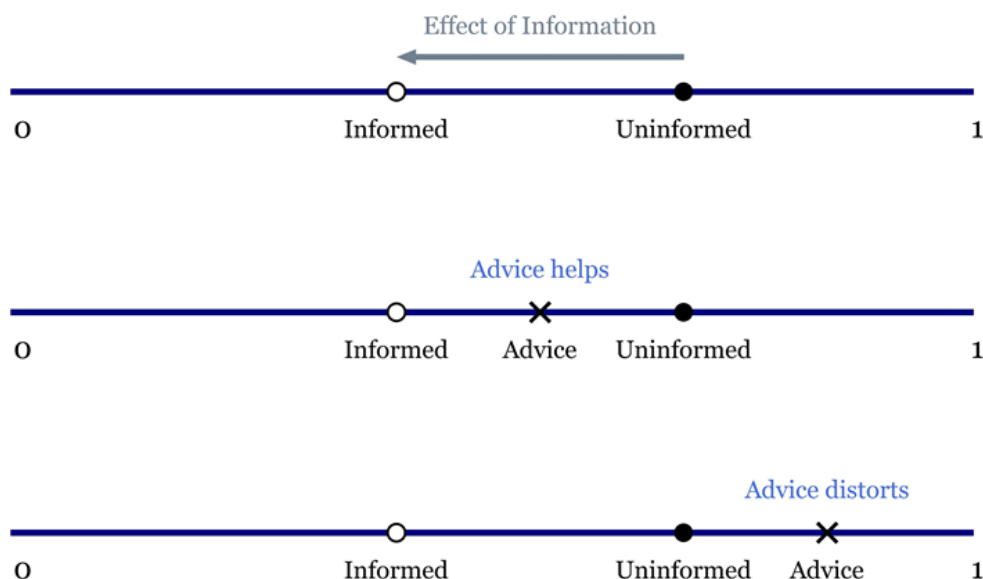 Effect of Information
0 Informed Uninformed 1
Advice helps
0 Informed Advice Uninformed 1
Advice distorts
0 Informed Uninformed Advice 1